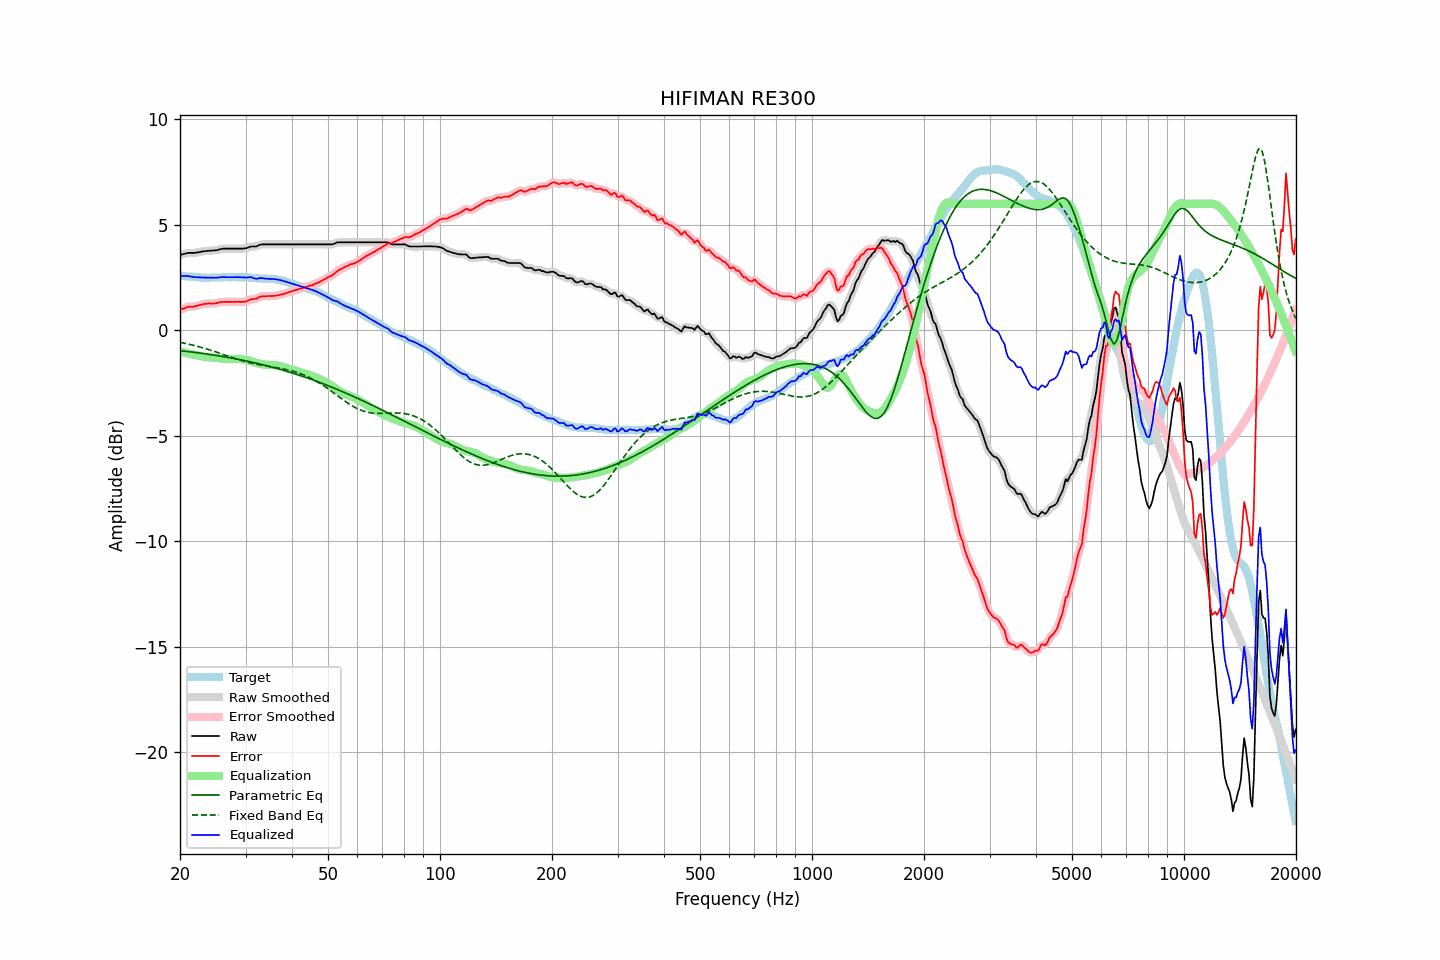 HIFIMAN RE300
10
5
0
−5
−10
−15
−20
Amplitude (dBr)
Target
Raw Smoothed
Error Smoothed
Raw
Error
Equalization
Parametric Eq
Fixed Band Eq
Equalized
20 50 100 200 500 1000 2000 5000 10000 20000
Frequency (Hz)